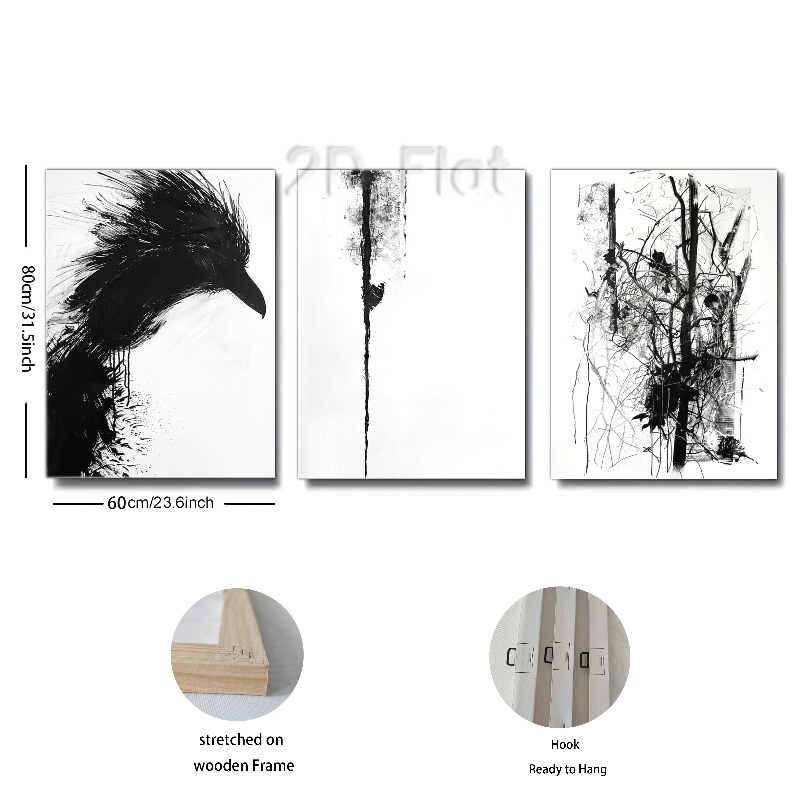 2D Flat
80cm/31.5inch
60cm/23.6inch
stretched on
wooden Frame
Hook
Ready to Hang